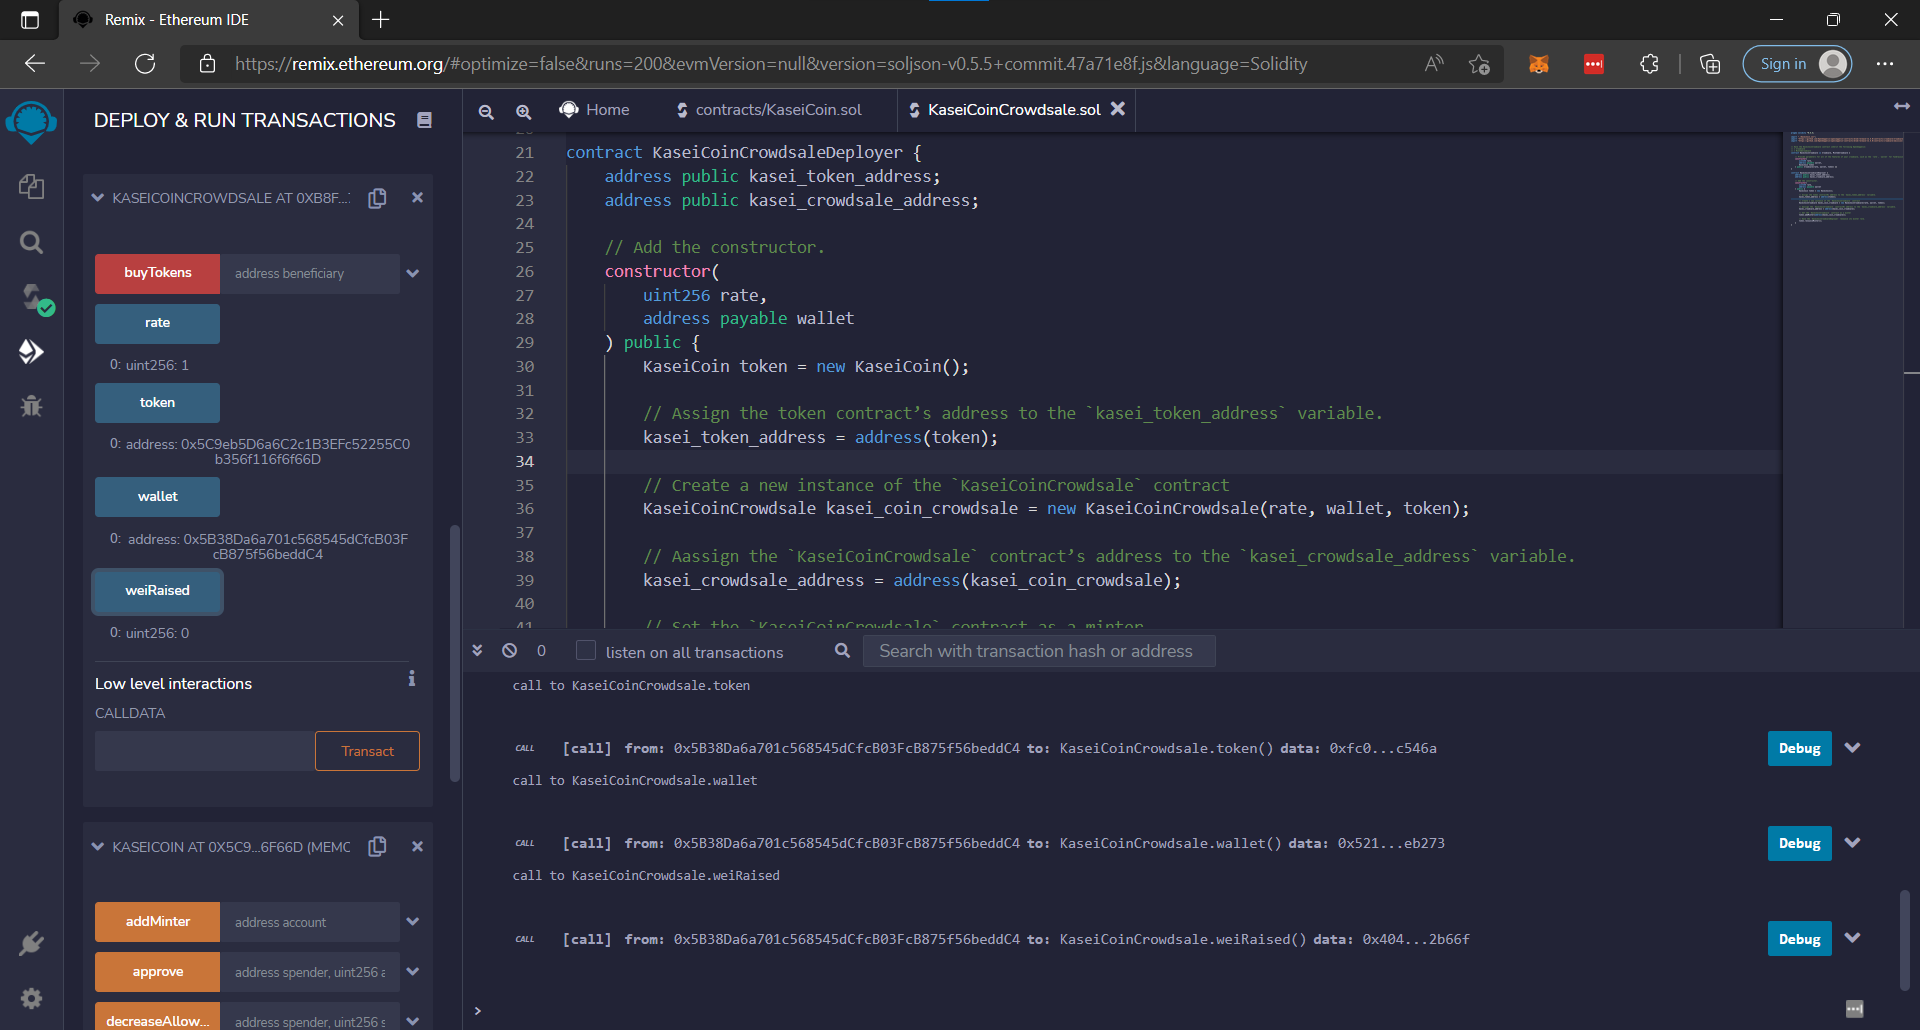 Remix - Ethereum IDE
https://remix.ethereum.org/#optimize=false&runs=200&evmVersion=null&version=soljson-v0.5.5+commit.47a71e8f.js&language=Solidity
Sign in
DEPLOY & RUN TRANSACTIONS
KASEICOINCROWDSALE AT 0XB8F...
buyTokens address beneficiary
rate
0: uint256: 1
token
0: address: 0x5C9eb5D6a6C2c1B3EFc52255C0
b356f116f6f66D
wallet
0: address: 0x5B38Da6a701c568545dCfcB03F
cB875f56beddC4
weiRaised
0: uint256: 0
Low level interactions
CALLDATA
Transact
KASEICOIN AT 0X5C9...6F66D (MEMC
addMinter address account
approve address spender, uint256 a
decreaseAllow... address spender, uint256 s
Home contracts/KaseiCoin.sol KaseiCoinCrowdsale.sol
21 contract KaseiCoinCrowdsaleDeployer {
22 address public kasei_token_address;
23 address public kasei_crowdsale_address;
24
25 // Add the constructor.
26 constructor(
27 uint256 rate,
28 address payable wallet
29 ) public {
30 KaseiCoin token = new KaseiCoin();
31
32 // Assign the token contract’s address to the `kasei_token_address` variable.
33 kasei_token_address = address(token);
34
35 // Create a new instance of the `KaseiCoinCrowdsale` contract
36 KaseiCoinCrowdsale kasei_coin_crowdsale = new KaseiCoinCrowdsale(rate, wallet, token);
37
38 // Aassign the `KaseiCoinCrowdsale` contract’s address to the `kasei_crowdsale_address` variable.
39 kasei_crowdsale_address = address(kasei_coin_crowdsale);
40
41 // Set the `KaseiCoinCrowdsale` contract as a minter
0 listen on all transactions Search with transaction hash or address
call to KaseiCoinCrowdsale.token
CALL [call] from: 0x5B38Da6a701c568545dCfcB03FcB875f56beddC4 to: KaseiCoinCrowdsale.token() data: 0xfc0...c546a Debug
call to KaseiCoinCrowdsale.wallet
CALL [call] from: 0x5B38Da6a701c568545dCfcB03FcB875f56beddC4 to: KaseiCoinCrowdsale.wallet() data: 0x521...eb273 Debug
call to KaseiCoinCrowdsale.weiRaised
CALL [call] from: 0x5B38Da6a701c568545dCfcB03FcB875f56beddC4 to: KaseiCoinCrowdsale.weiRaised() data: 0x404...2b66f Debug
>